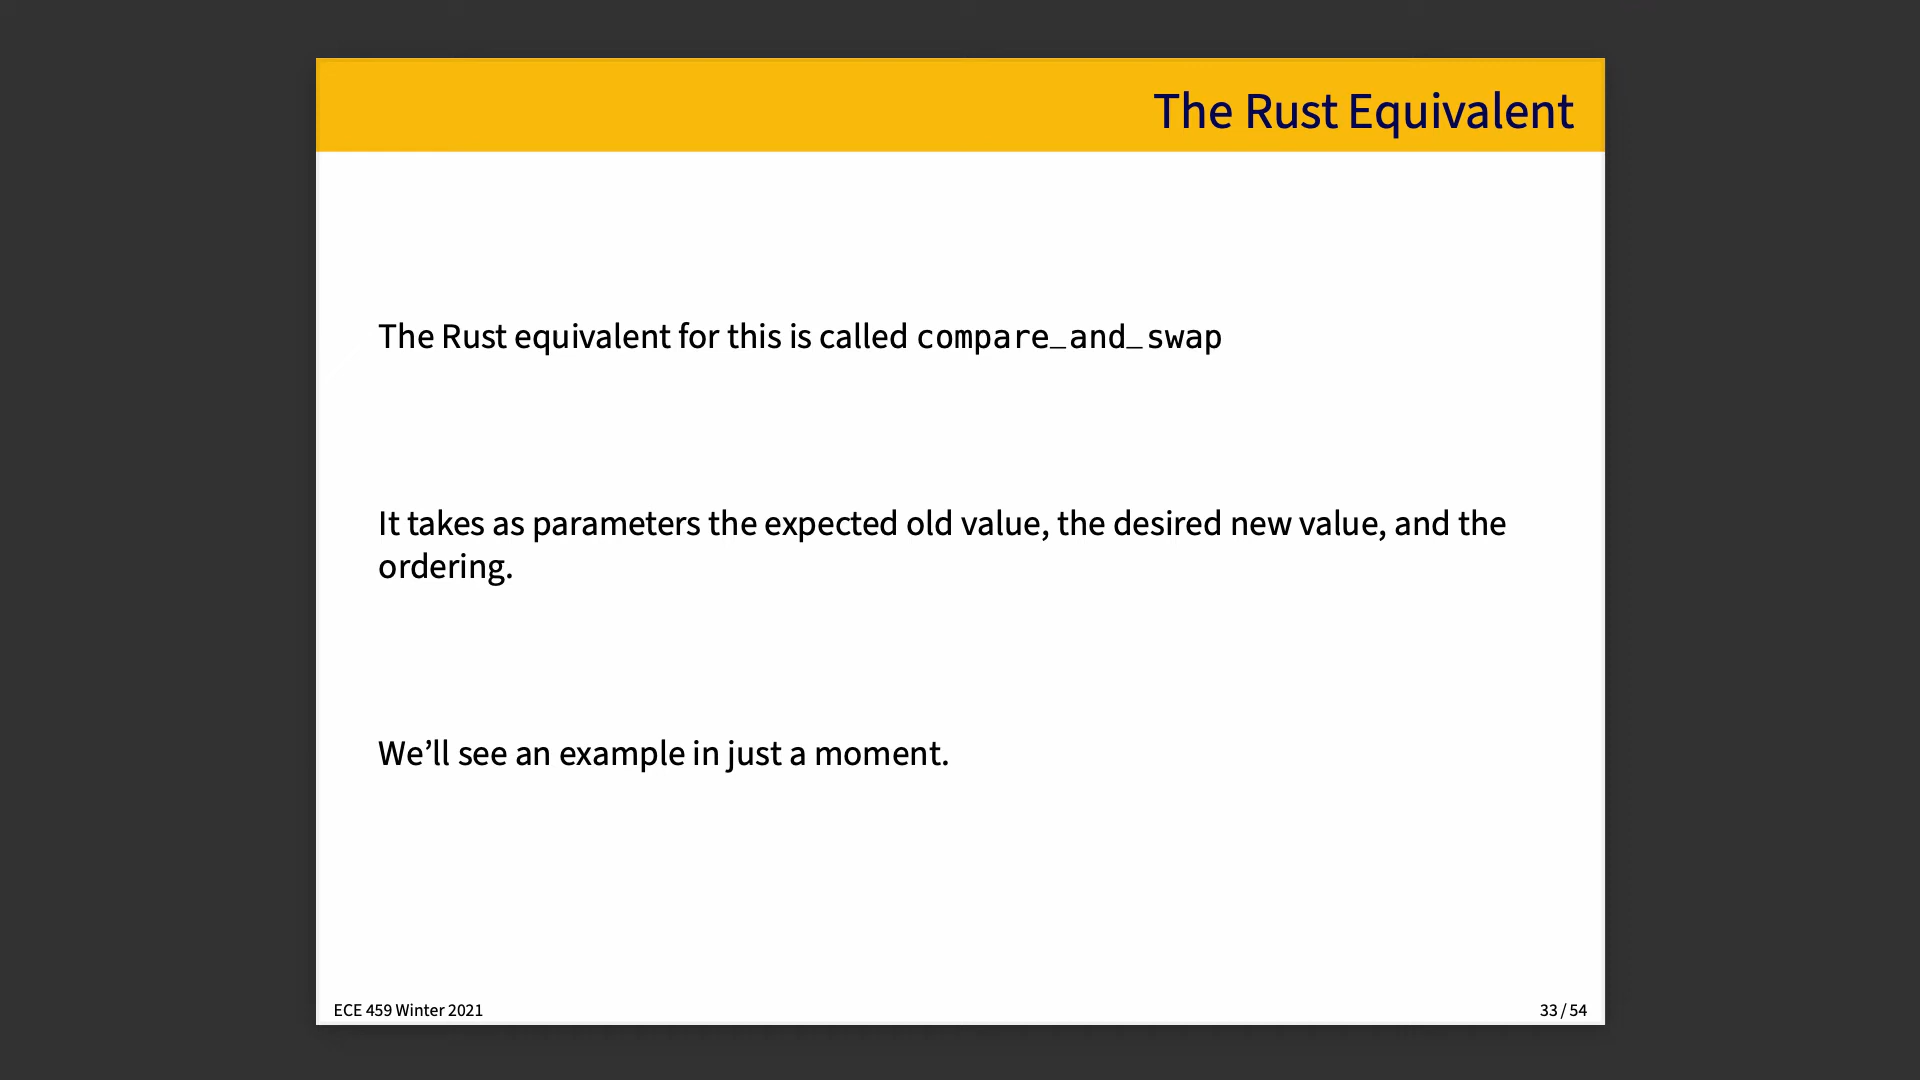 The Rust Equivalent
The Rust equivalent for this is called compare_and_swap
It takes as parameters the expected old value, the desired new value, and the
ordering.
We’ll see an example in just a moment.
ECE 459 Winter 2021
33 / 54